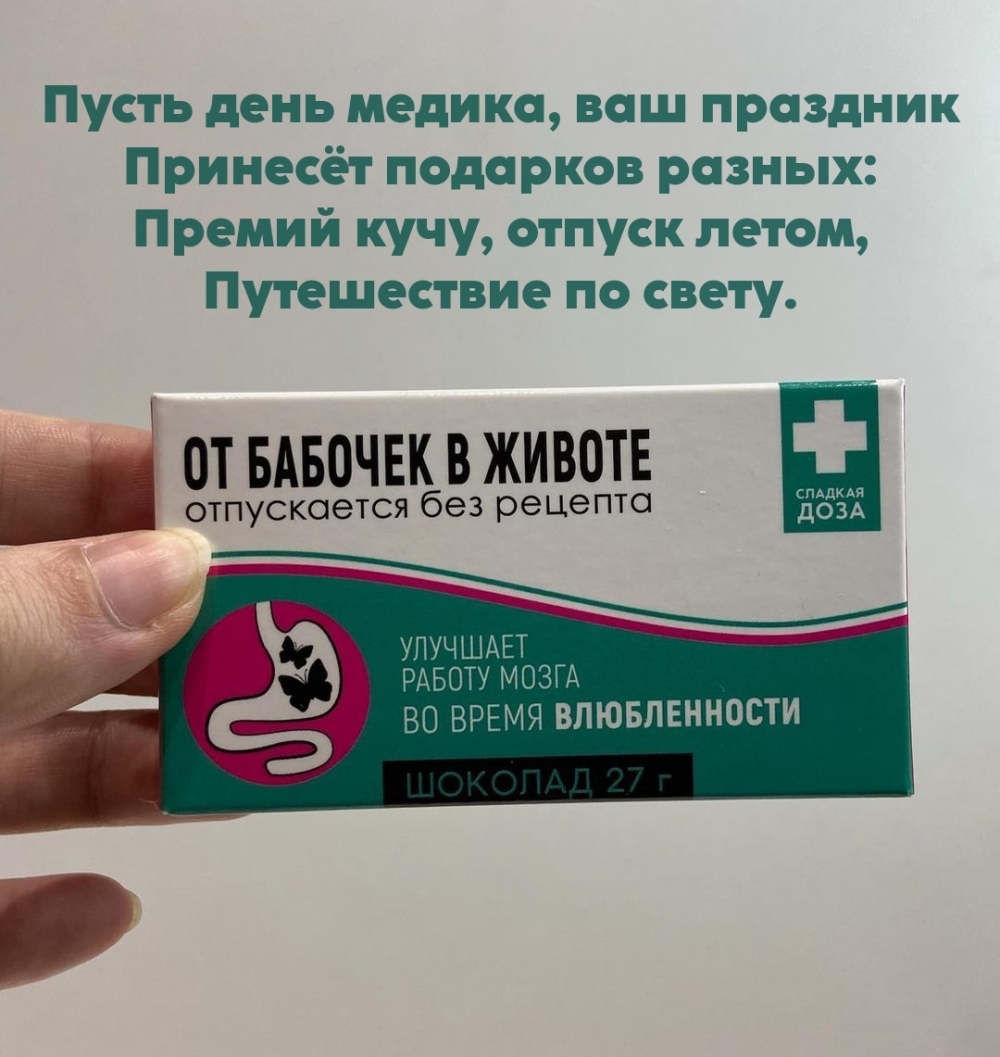 Пусть день медика, ваш праздник
Принесёт подарков разных:
Премий кучу, отпуск летом,
Путешествие по свету.
ОТ БАБОЧЕК В ЖИВОТЕ
отпускается без рецепта
СЛАДКАЯ
ДОЗА
УЛУЧШАЕТ
РАБОТУ МОЗГА
ВО ВРЕМЯ ВЛЮБЛЕННОСТИ
ШОКОЛАД 27 г